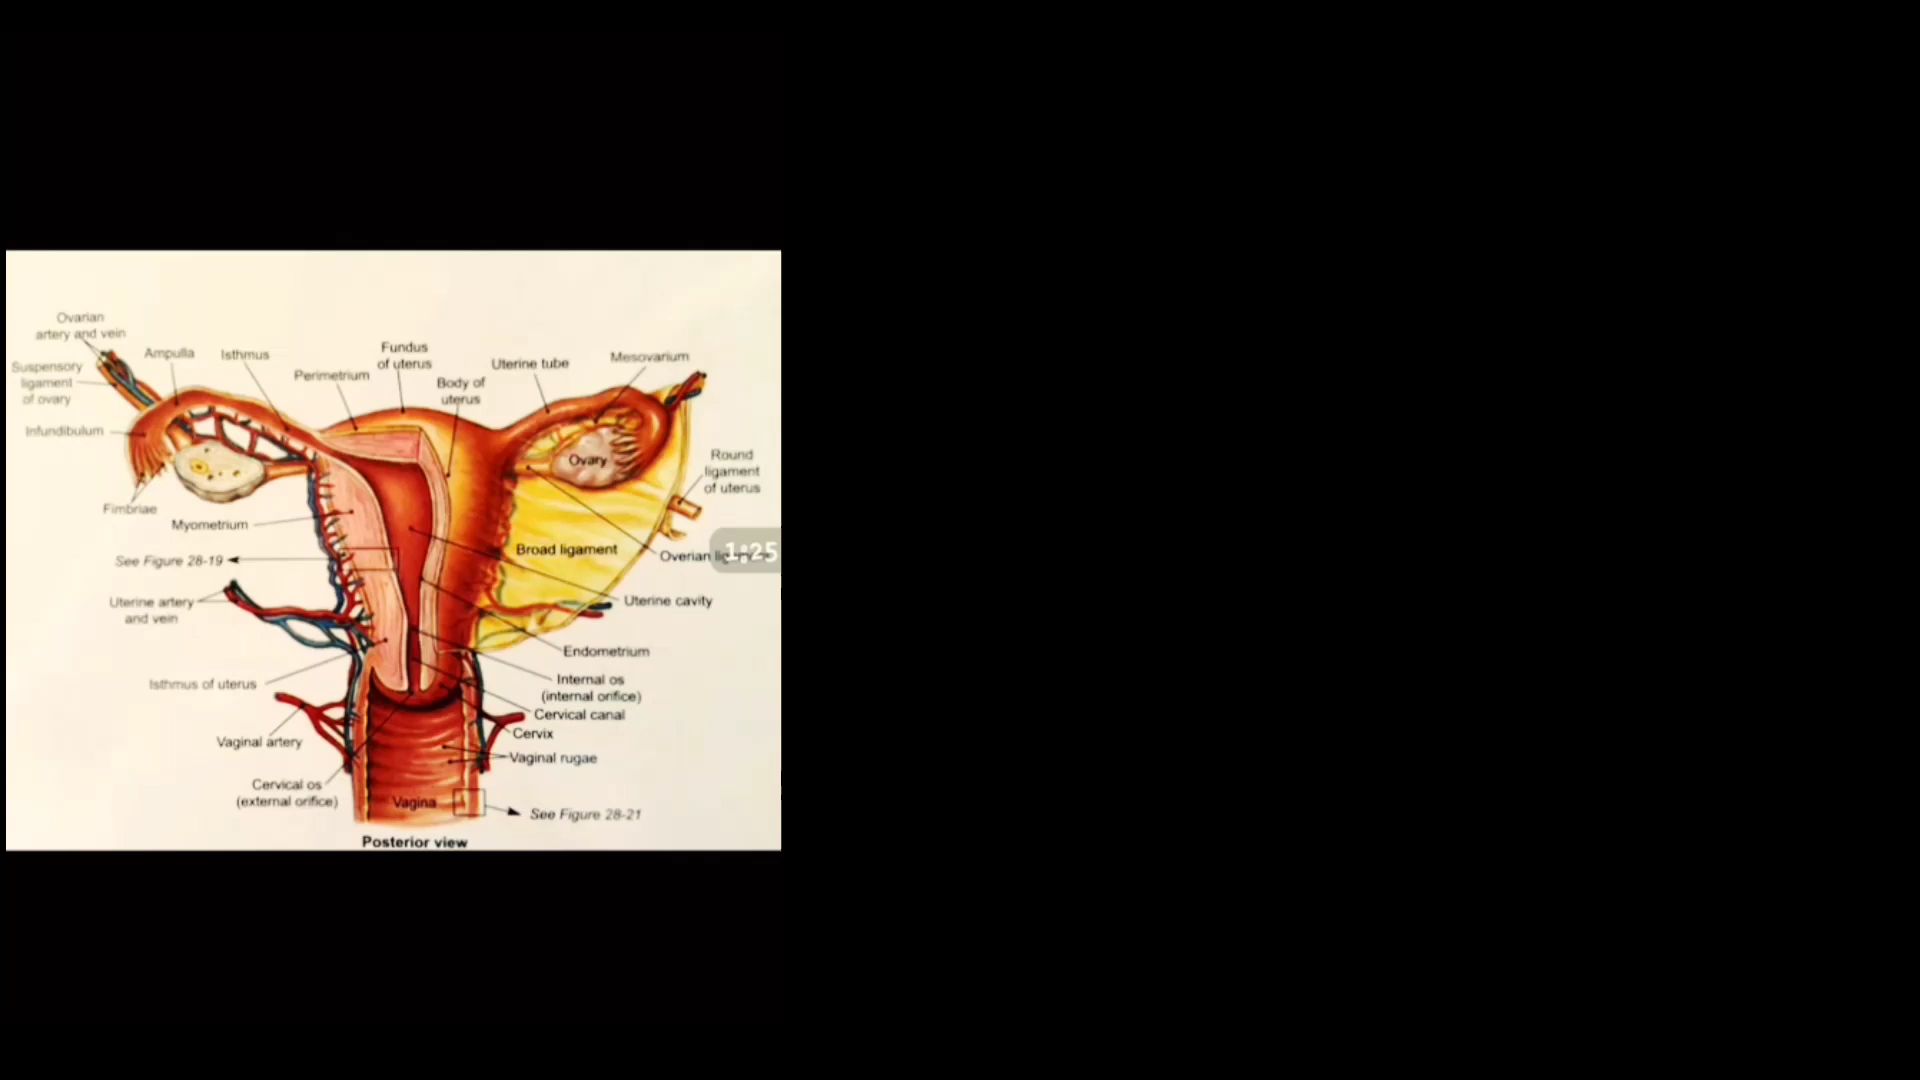 Ovarian
artery and vein
Suspensory
ligament
of ovary
Ampulla
Isthmus
Infundibulum
Perimetrium
Fundus
of uterus
Body of
uterus
Uterine tube
Mesovarium
Ovary
Round
ligament
of uterus
Fimbriae
Myometrium
See Figure 28-19
Broad ligament
Overian
1:25
Uterine artery
and vein
Uterine cavity
Endometrium
Isthmus of uterus
Internal os
(internal orifice)
Cervical canal
Cervix
Vaginal artery
Vaginal rugae
Cervical os
(external orifice)
Vagina
See Figure 28-21
Posterior view